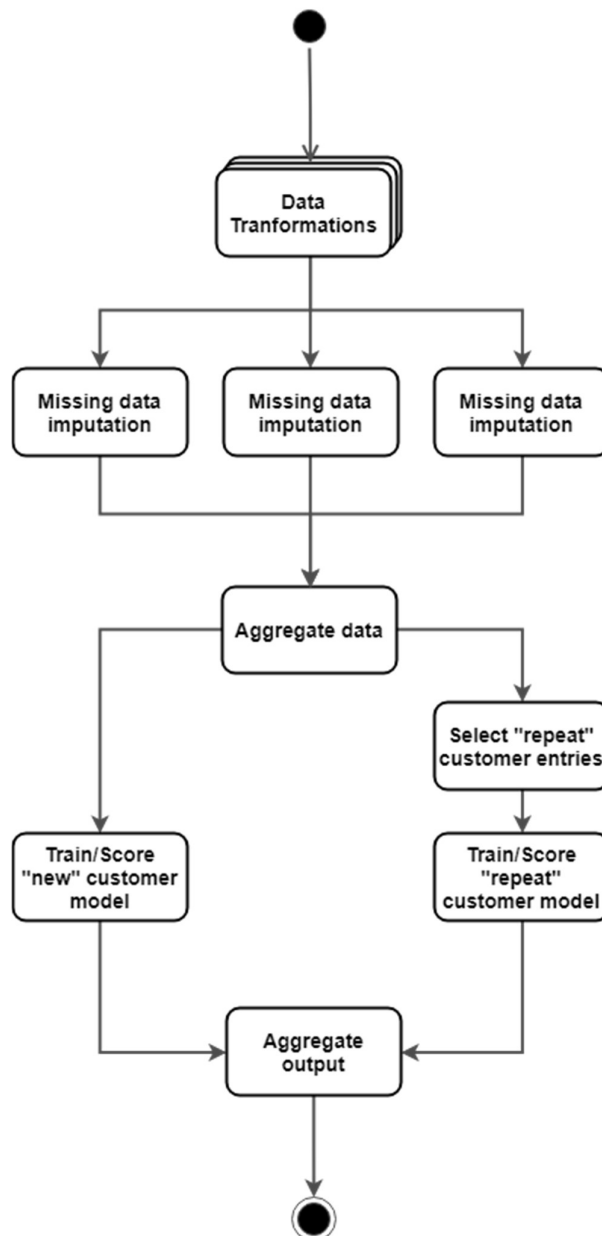 Data
Tranformations
Missing data
imputation
Missing data
imputation
Missing data
imputation
Aggregate data
Select "repeat"
customer entries
Train/Score
"new" customer
model
Train/Score
"repeat"
customer model
Aggregate
output